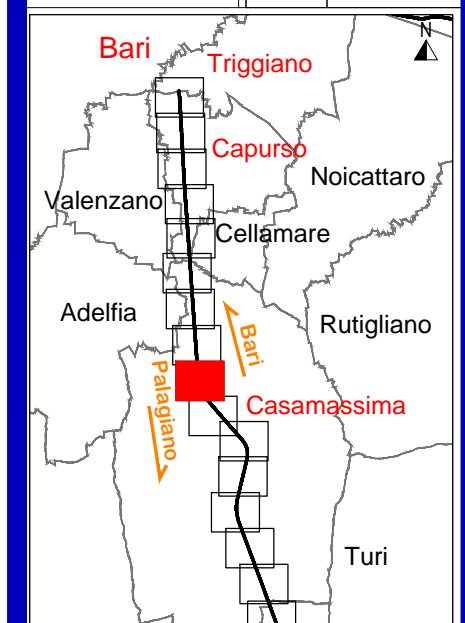 N
Bari
Triggiano
Capurso
Noicattaro
Valenzano
Cellamare
Adelfia
Bari
Rutigliano
Palagiano
Casamassima
Turi